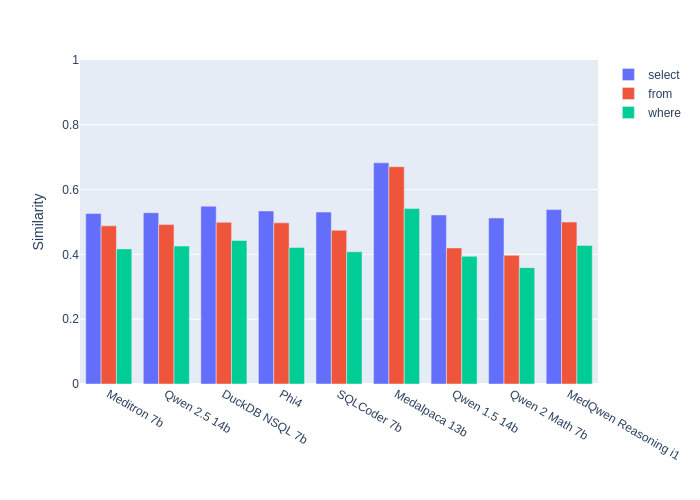 1
0.8
0.6
0.4
0.2
0
Similarity
Meditron 7b
Qwen 2.5 14b
DuckDB NSQL 7b
Phi4
SQLCoder 7b
Medalpaca 13b
Qwen 1.5 14b
Qwen 2 Math 7b
MedQwen Reasoning i1
select
from
where